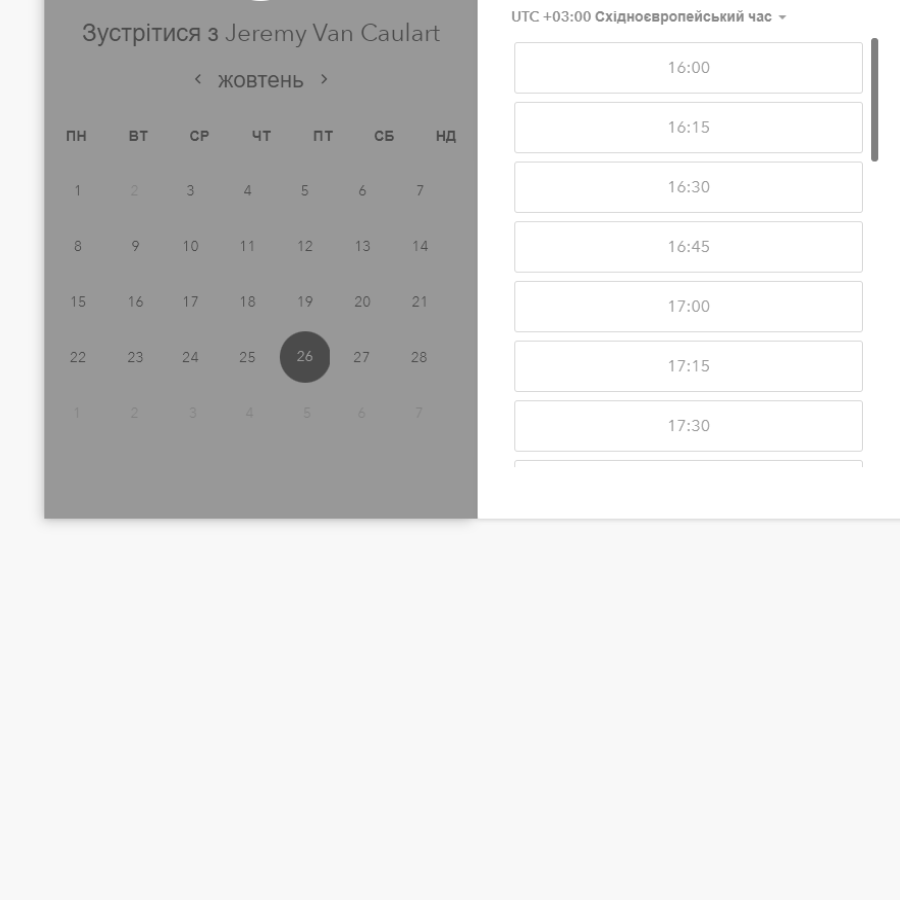 Зустрітися з Jeremy Van Caulart
жовтень
ПН ВТ СР ЧТ ПТ СБ НД
1 2 3 4 5 6 7
8 9 10 11 12 13 14
15 16 17 18 19 20 21
22 23 24 25 26 27 28
1 2 3 4 5 6 7
UTC +03:00 Східноєвропейський час
16:00
16:15
16:30
16:45
17:00
17:15
17:30